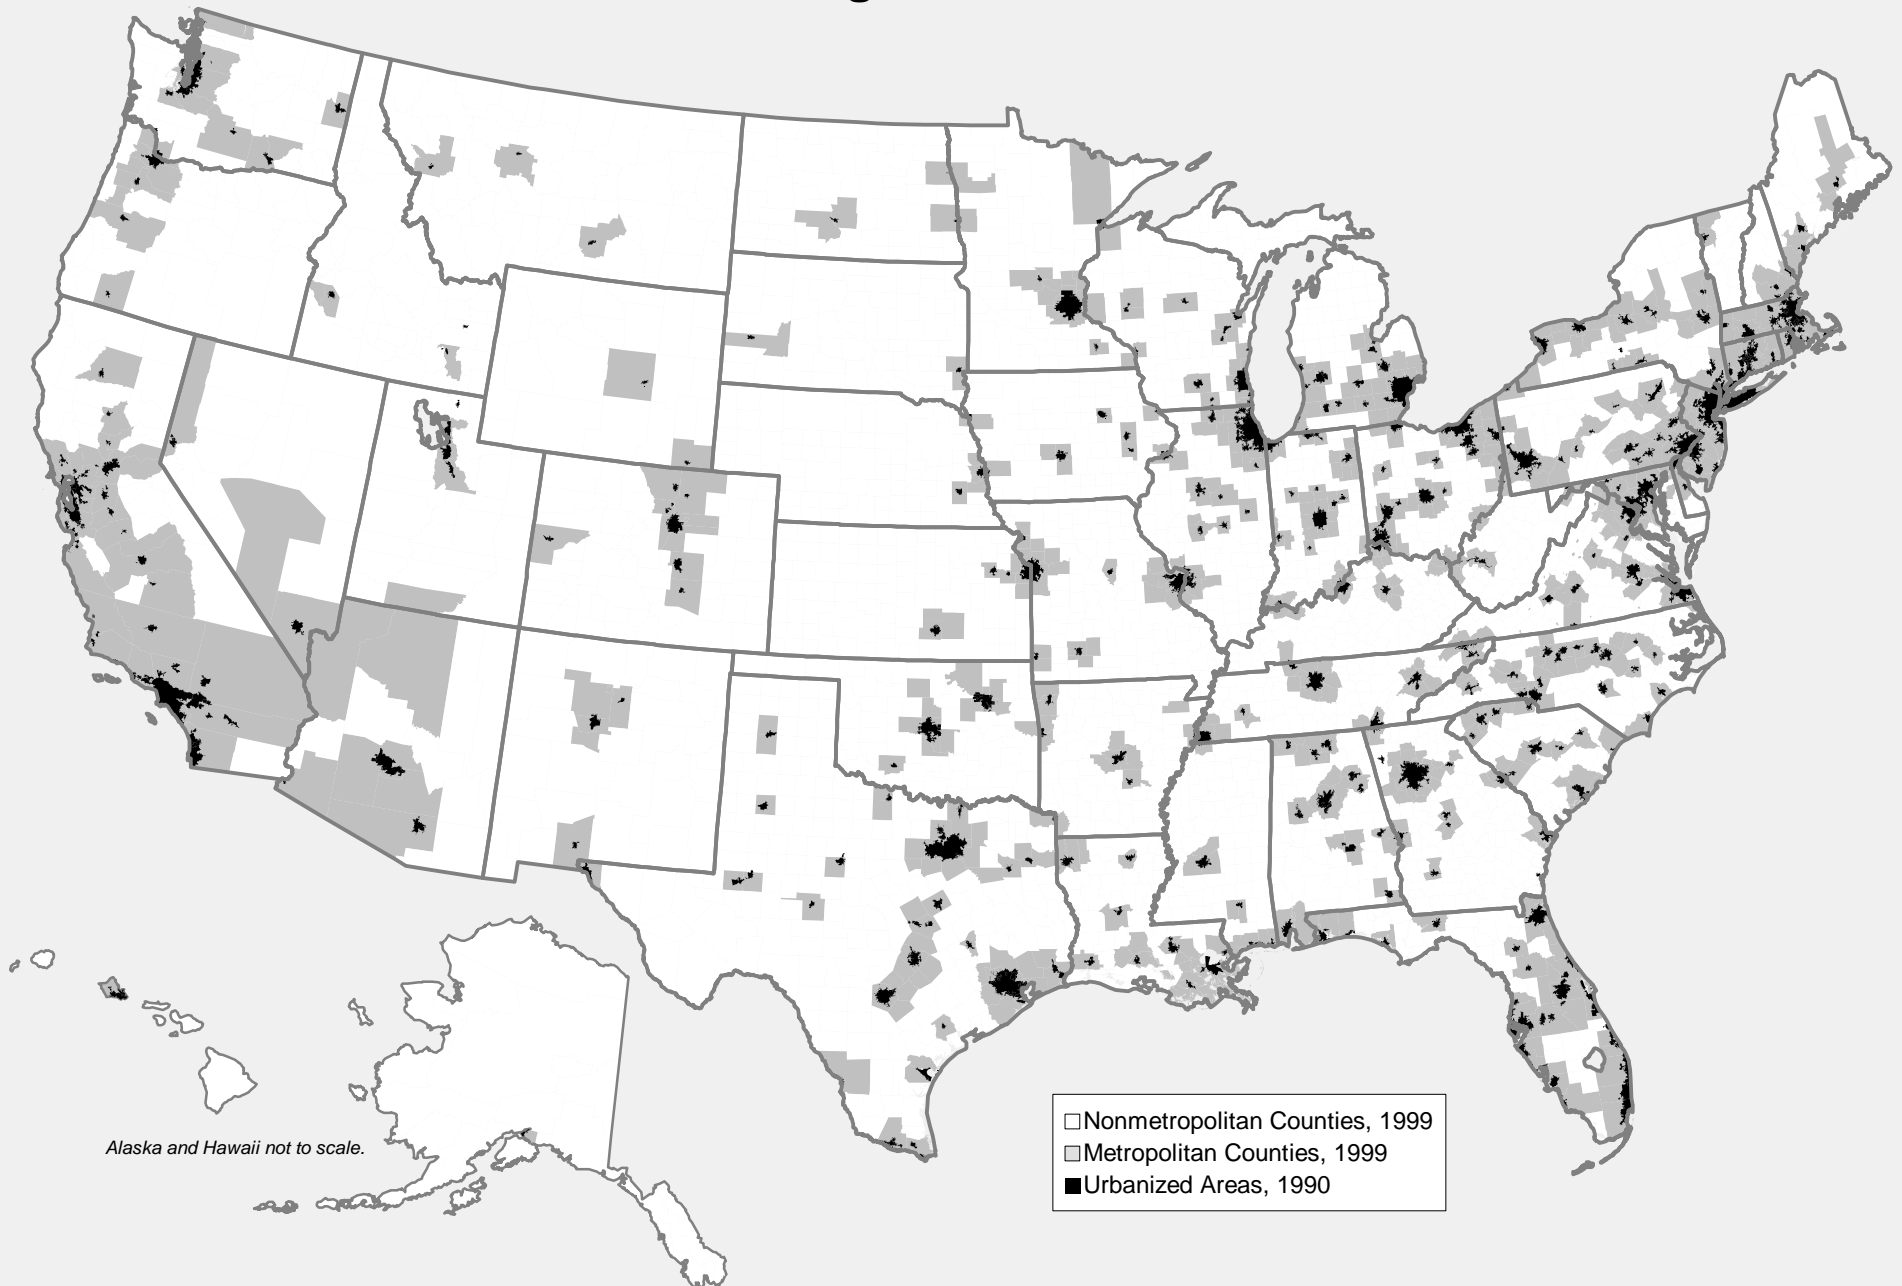 Alaska and Hawaii not to scale.
Nonmetropolitan Counties, 1999
Metropolitan Counties, 1999
Urbanized Areas, 1990